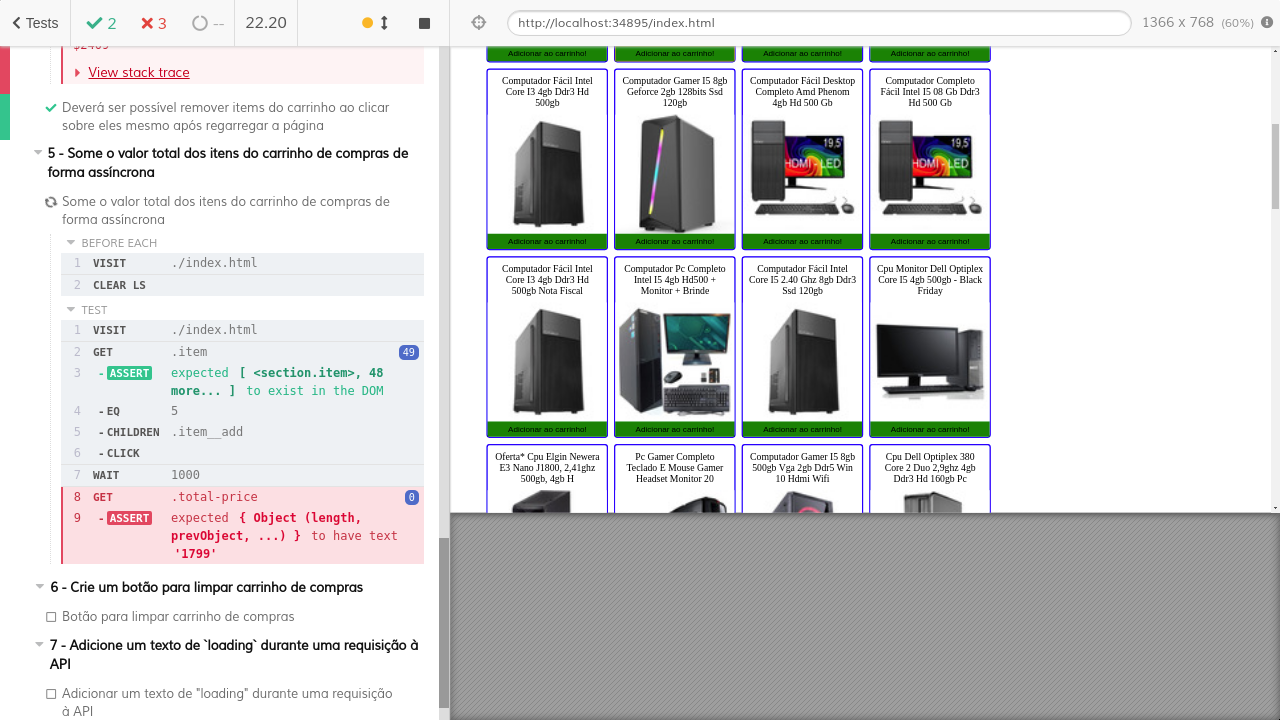 Tests
2
3
--
22.20
http://localhost:34895/index.html
1366 x 768 (60%)
View stack trace
Deverá ser possível remover items do carrinho ao clicar
sobre eles mesmo após regarregar a página
5 - Some o valor total dos itens do carrinho de compras de
forma assíncrona
Some o valor total dos ites do carrinho de compras de
forma assíncrona
BEFORE EACH
1 VISIT ./index.html
2 CLEAR LS
TEST
1 VISIT ./index.html
2 GET .item 49
3 - ASSERT expected [ <section.item>, 48
more... ] to exist in the DOM
4 - EQ 5
5 - CHILDREN .item__add
6 - CLICK
7 WAIT 1000
8 GET .total-price 0
9 - ASSERT expected { Object (length,
prevObject, ...) } to have text
'1799'
6 - Crie um botão para limpar carrinho de compras
Botão para limpar carrinho de compras
7 - Adicione um texto de `loading` durante uma requisição à
API
Adicionar um texto de "loading" durante uma requisição
à API
Adicionar ao carrinho! Adicionar ao carrinho! Adicionar ao carrinho! Adicionar ao carrinho!
Computador Fácil Intel
Core I3 4gb Ddr3 Hd
500gb
Adicionar ao carrinho!
Computador Gamer I5 8gb
Geforce 2gb 128bits Ssd
120gb
Adicionar ao carrinho!
Computador Fácil Desktop
Completo Amd Phenom
4gb Hd 500 Gb
19,5'
HDMI - LED
Adicionar ao carrinho!
Computador Completo
Fácil Intel I5 08 Gb Ddr3
Hd 500 Gb
19,5'
HDMI - LED
Adicionar ao carrinho!
Computador Fácil Intel
Core I3 4gb Ddr3 Hd
500gb Nota Fiscal
Adicionar ao carrinho!
Computador Pc Completo
Intel I5 4gb Hd500 +
Monitor + Brinde
Adicionar ao carrinho!
Computador Fácil Intel
Core I5 2.40 Ghz 8gb Ddr3
Ssd 120gb
Adicionar ao carrinho!
Cpu Monitor Dell Optiplex
Core I5 4gb 500gb - Black
Friday
Adicionar ao carrinho!
Oferta* Cpu Elgin Newera
E3 Nano J1800, 2,41ghz
500gb, 4gb H
Pc Gamer Completo
Teclado E Mouse Gamer
Headset Monitor 20
Computador Gamer I5 8gb
500gb Vga 2gb Ddr5 Win
10 Hdmi Wifi
Cpu Dell Optiplex 380
Core 2 Duo 2,9ghz 4gb
Ddr3 Hd 160gb Pc